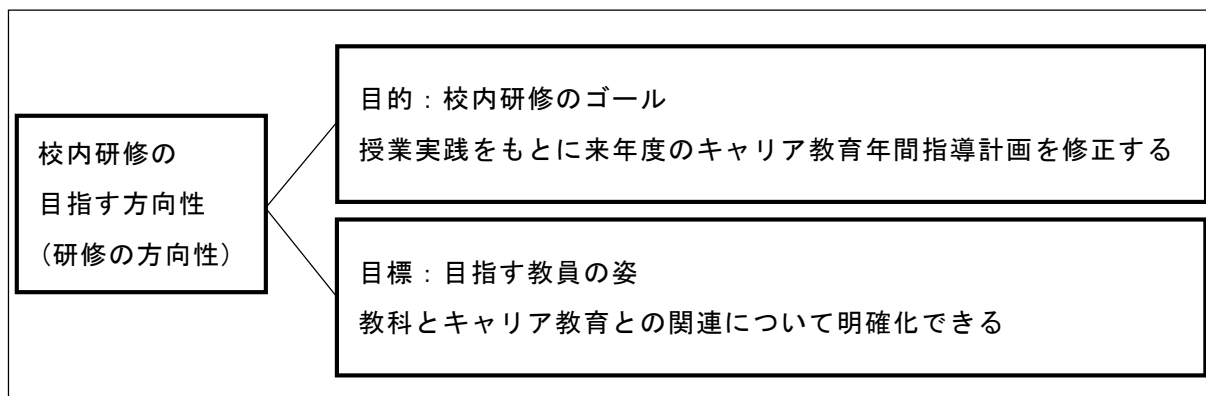 校内研修の
目指す方向性
(研修の方向性)
目的：校内研修のゴール
授業実践をもとに来年度のキャリア教育年間指導計画を修正する
目標：目指す教員の姿
教科とキャリア教育との関連について明確化できる